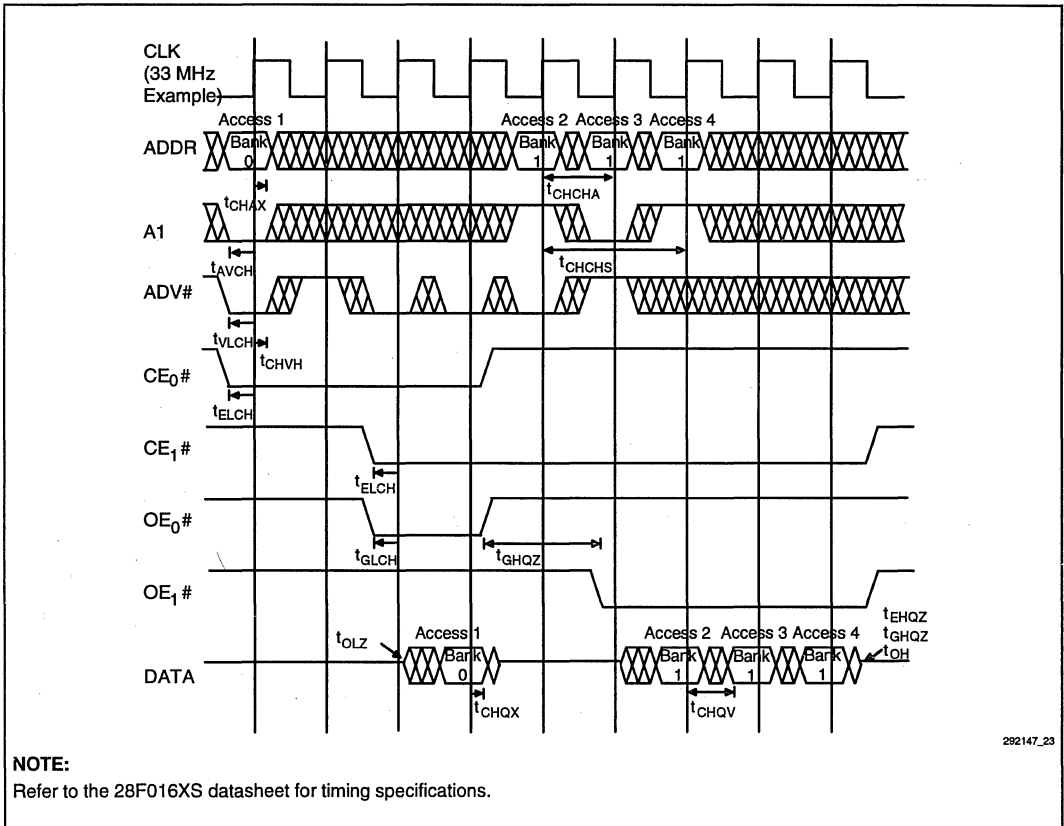 CLK
(33 MHz
Example)
Access 1 Access 2 Access 3 Access 4
ADDR Bank 0 Bank 1 Bank 1 Bank 1
tCHAX tCHCHA
A1
tAVCH tCHCHS
ADV#
tVLCH tCHVH
CE0#
tELCH
CE1#
tELCH
OE0#
tGLCH tGHQZ
OE1#
tOLZ Access 1 Access 2 Access 3 Access 4 tEHQZ
tGHQZ
tOH
DATA Bank 0 Bank 1 Bank 1 Bank 1
tCHQX tCHQV
292147_23
NOTE:
Refer to the 28F016XS datasheet for timing specifications.